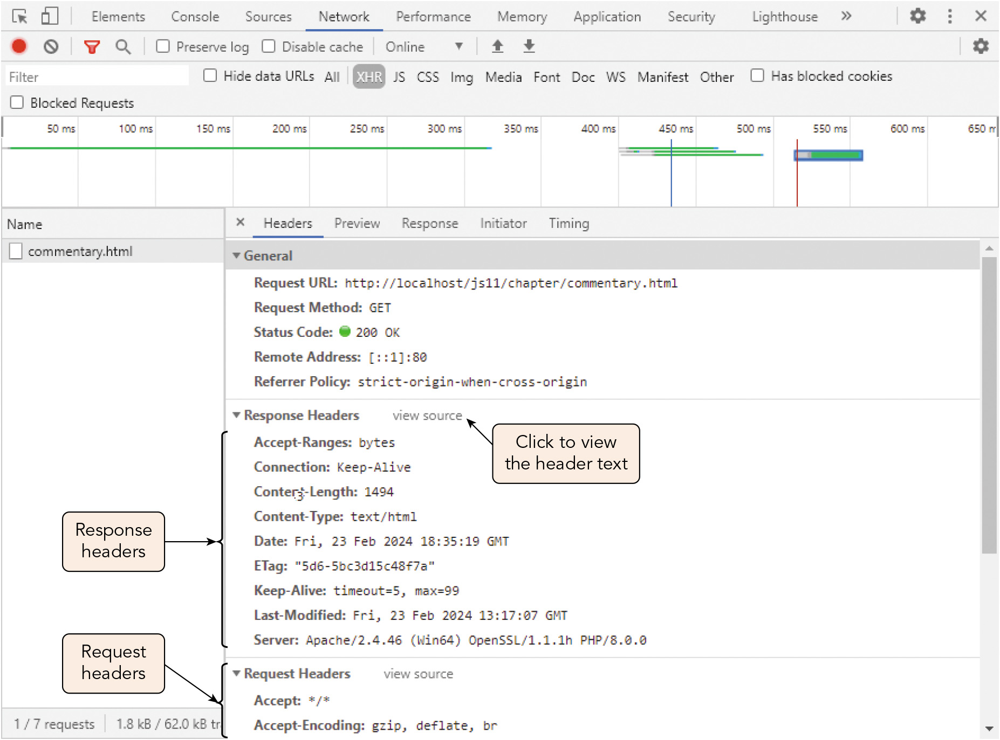 Elements Console Sources Network Performance Memory Application Security Lighthouse »
Preserve log Disable cache Online
Filter Hide data URLs All XHR JS CSS Img Media Font Doc WS Manifest Other Has blocked cookies
Blocked Requests
50 ms 100 ms 150 ms 200 ms 250 ms 300 ms 350 ms 400 ms 450 ms 500 ms 550 ms 600 ms 650 m
Name
× Headers Preview Response Initiator Timing
commentary.html
General
Request URL: http://localhost/js11/chapter/commentary.html
Request Method: GET
Status Code: 200 OK
Remote Address: [::1]:80
Referrer Policy: strict-origin-when-cross-origin
Response Headers view source
Click to view
the header text
Accept-Ranges: bytes
Connection: Keep-Alive
Content-Length: 1494
Content-Type: text/html
Response
headers
Date: Fri, 23 Feb 2024 18:35:19 GMT
ETag: "5d6-5bc3d15c48f7a"
Keep-Alive: timeout=5, max=99
Last-Modified: Fri, 23 Feb 2024 13:17:07 GMT
Server: Apache/2.4.46 (Win64) OpenSSL/1.1.1h PHP/8.0.0
Request
headers
Request Headers view source
Accept: */*
Accept-Encoding: gzip, deflate, br
1 / 7 requests 1.8 kB / 62.0 kB tr